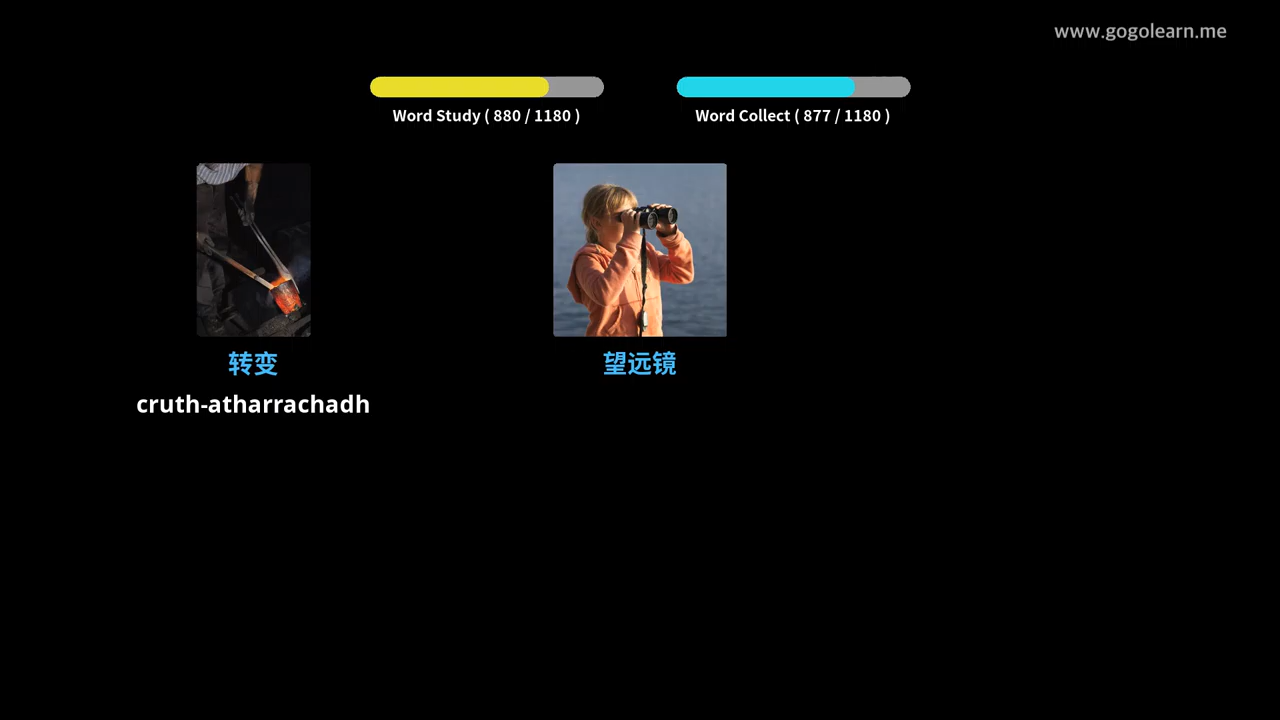 www.gogolearn.me
Word Study ( 880 / 1180 )
Word Collect ( 877 / 1180 )
转变
望远镜
cruth-atharrachadh